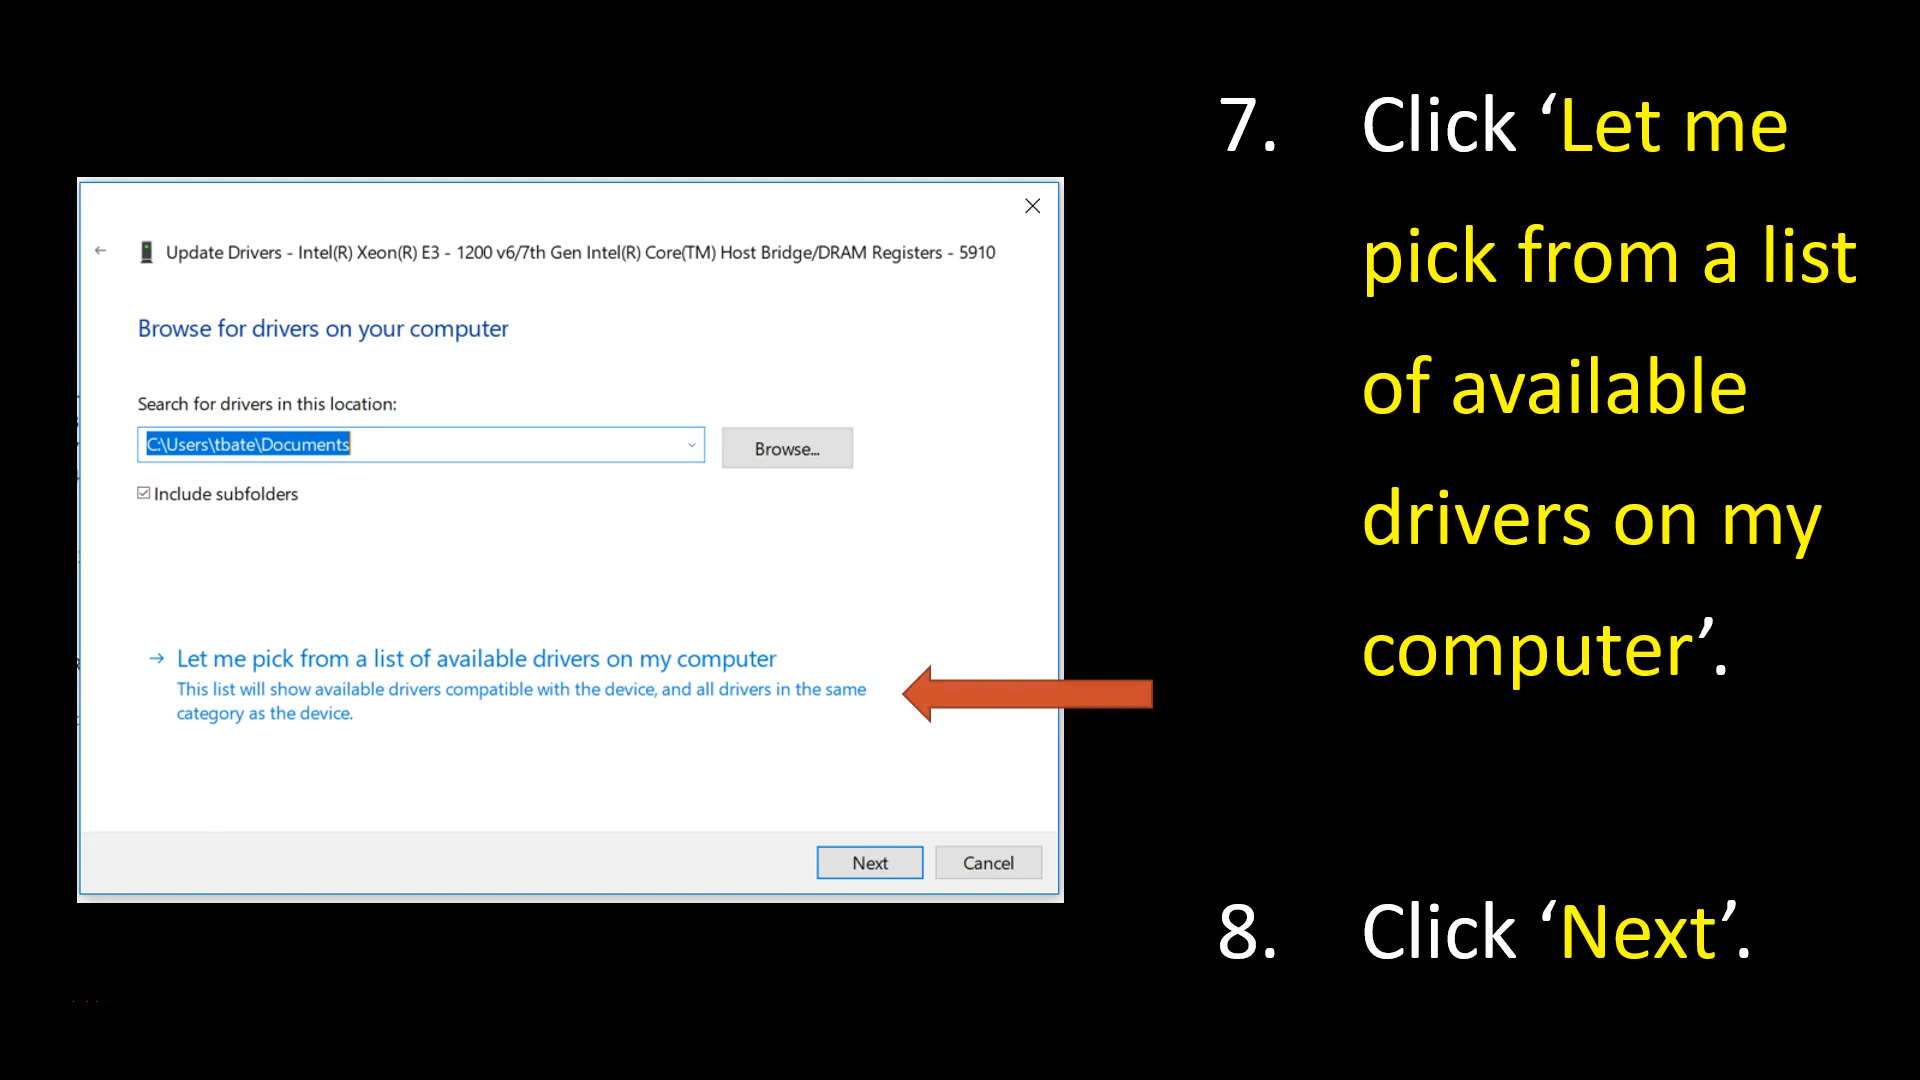 Update Drivers - Intel(R) Xeon(R) E3 - 1200 v6/7th Gen Intel(R) Core(TM) Host Bridge/DRAM Registers - 5910
Browse for drivers on your computer
Search for drivers in this location:
C:\Users\tbate\Documents
Browse...
Include subfolders
Let me pick from a list of available drivers on my computer
This list will show available drivers compatible with the device, and all drivers in the same
category as the device.
Next
Cancel
7. Click ‘Let me
pick from a list
of available
drivers on my
computer’.
8. Click ‘Next’.